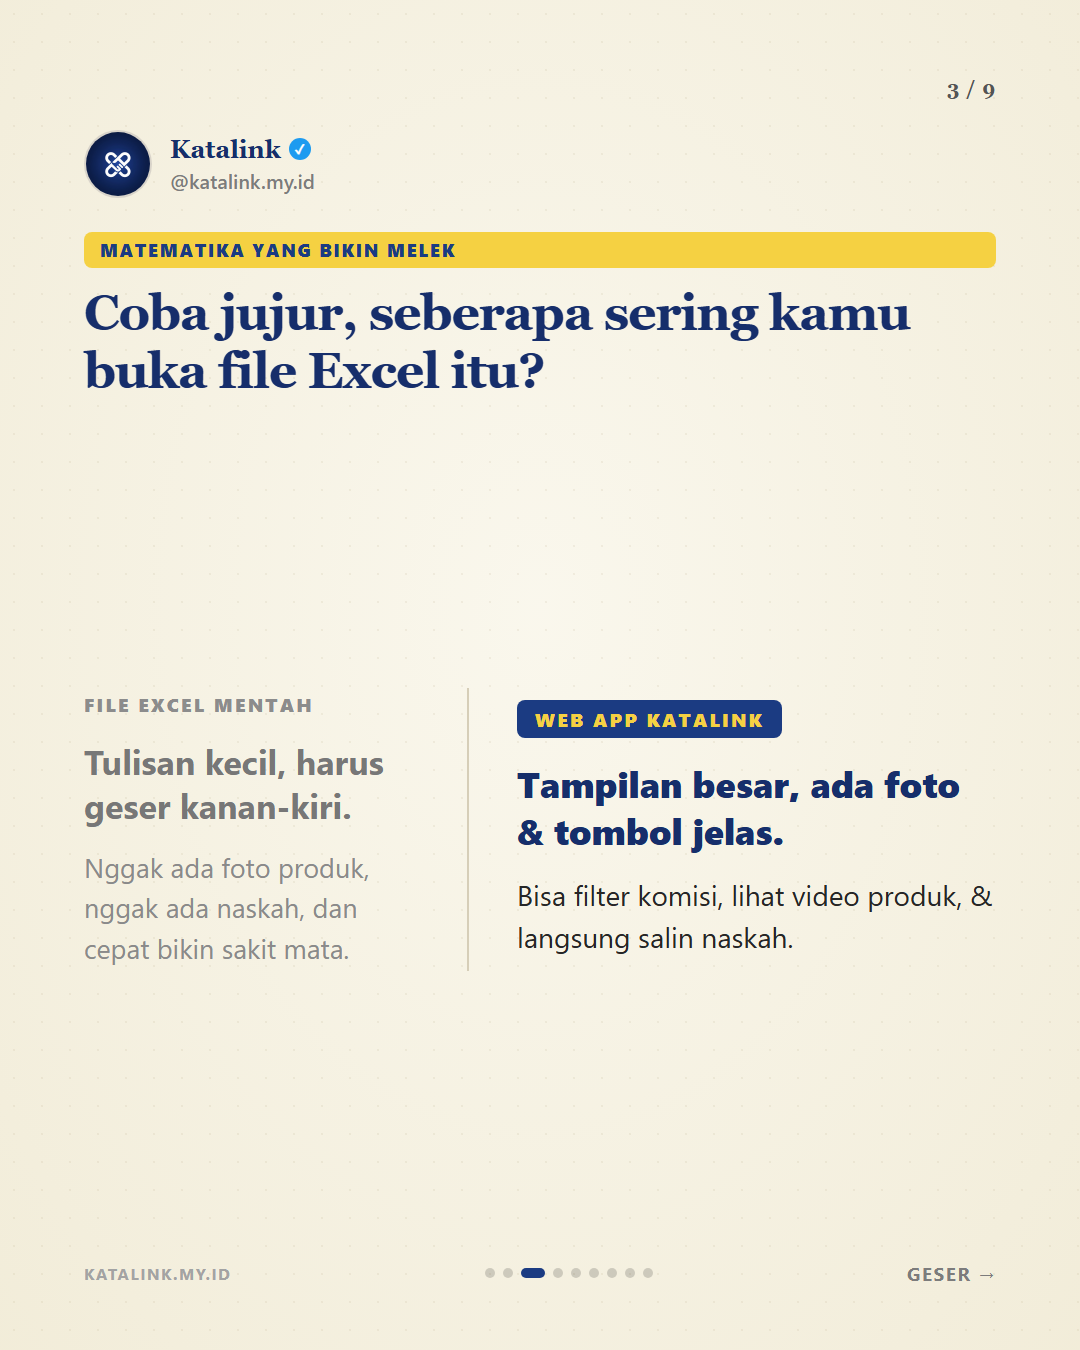 3 / 9
Katalink
@katalink.my.id
MATEMATIKA YANG BIKIN MELEK
Coba jujur, seberapa sering kamu
buka file Excel itu?
FILE EXCEL MENTAH
Tulisan kecil, harus
geser kanan-kiri.
Nggak ada foto produk,
nggak ada naskah, dan
cepat bikin sakit mata.
WEB APP KATALINK
Tampilan besar, ada foto
& tombol jelas.
Bisa filter komisi, lihat video produk, &
langsung salin naskah.
KATALINK.MY.ID
GESER →